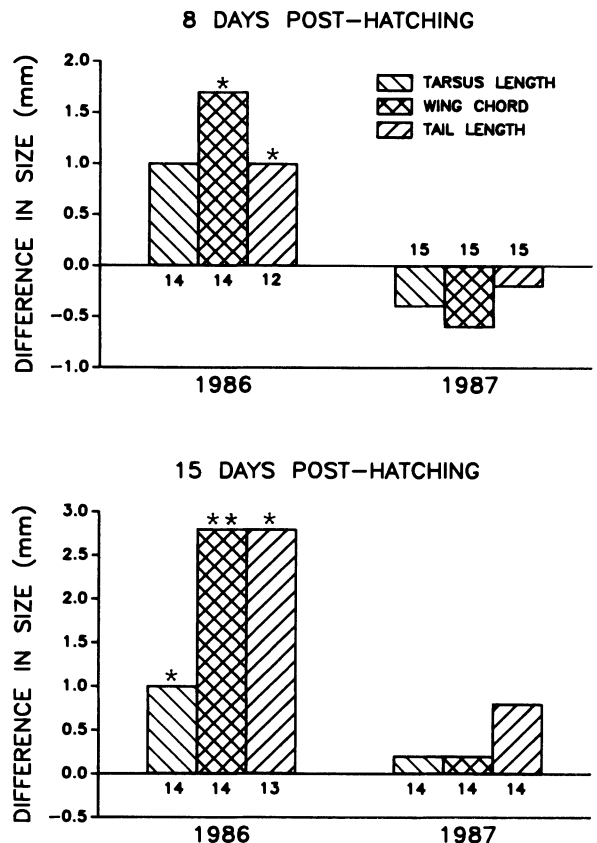 8 DAYS POST-HATCHING
DIFFERENCE IN SIZE (mm)
2.0
1.5
1.0
0.5
0.0
-0.5
-1.0
* *
TARSUS LENGTH
WING CHORD
TAIL LENGTH
14 14 12
15 15 15
1986 1987
15 DAYS POST-HATCHING
DIFFERENCE IN SIZE (mm)
3.0
2.5
2.0
1.5
1.0
0.5
0.0
-0.5
* ** *
14 14 13 14 14 14
1986 1987